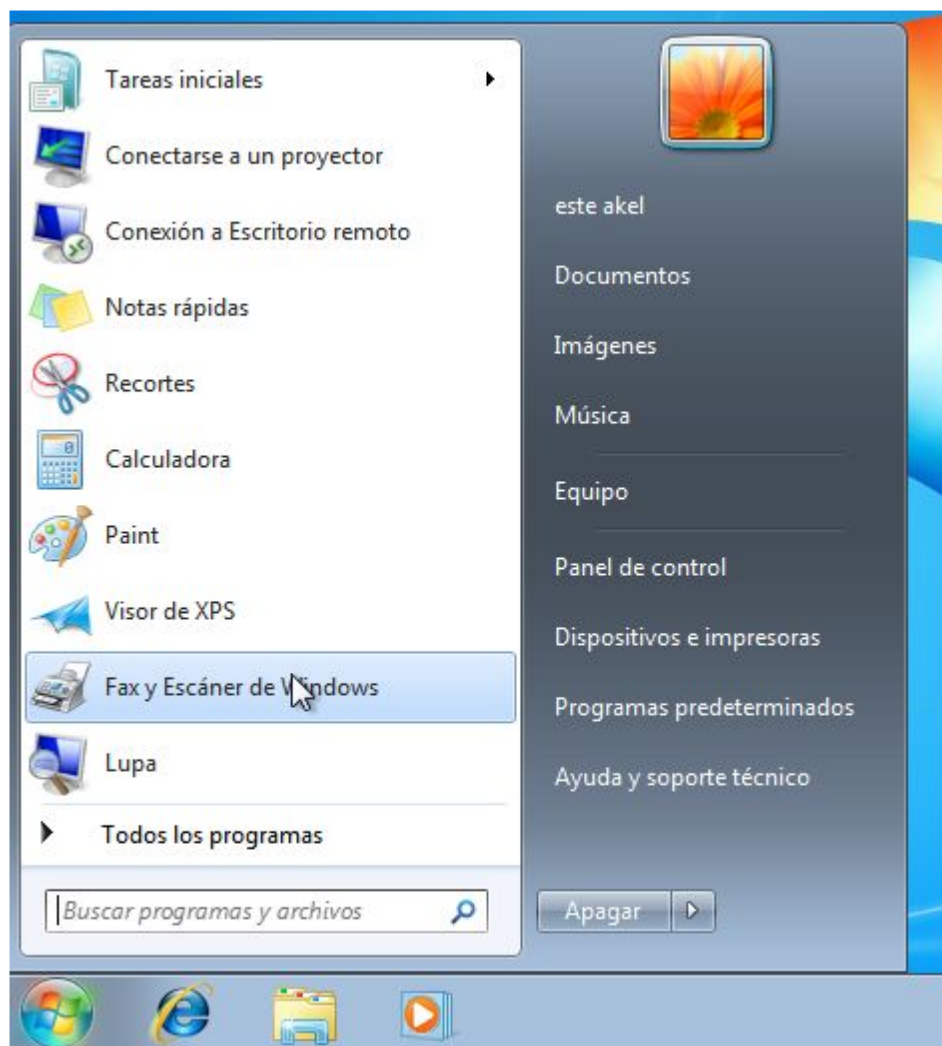 Tareas iniciales
Conectarse a un proyector
Conexión a Escritorio remoto
Notas rápidas
Recortes
Calculadora
Paint
Visor de XPS
Fax y Escáner de Windows
Lupa
Todos los programas
Buscar programas y archivos
este akel
Documentos
Imágenes
Música
Equipo
Panel de control
Dispositivos e impresoras
Programas predeterminados
Ayuda y soporte técnico
Apagar